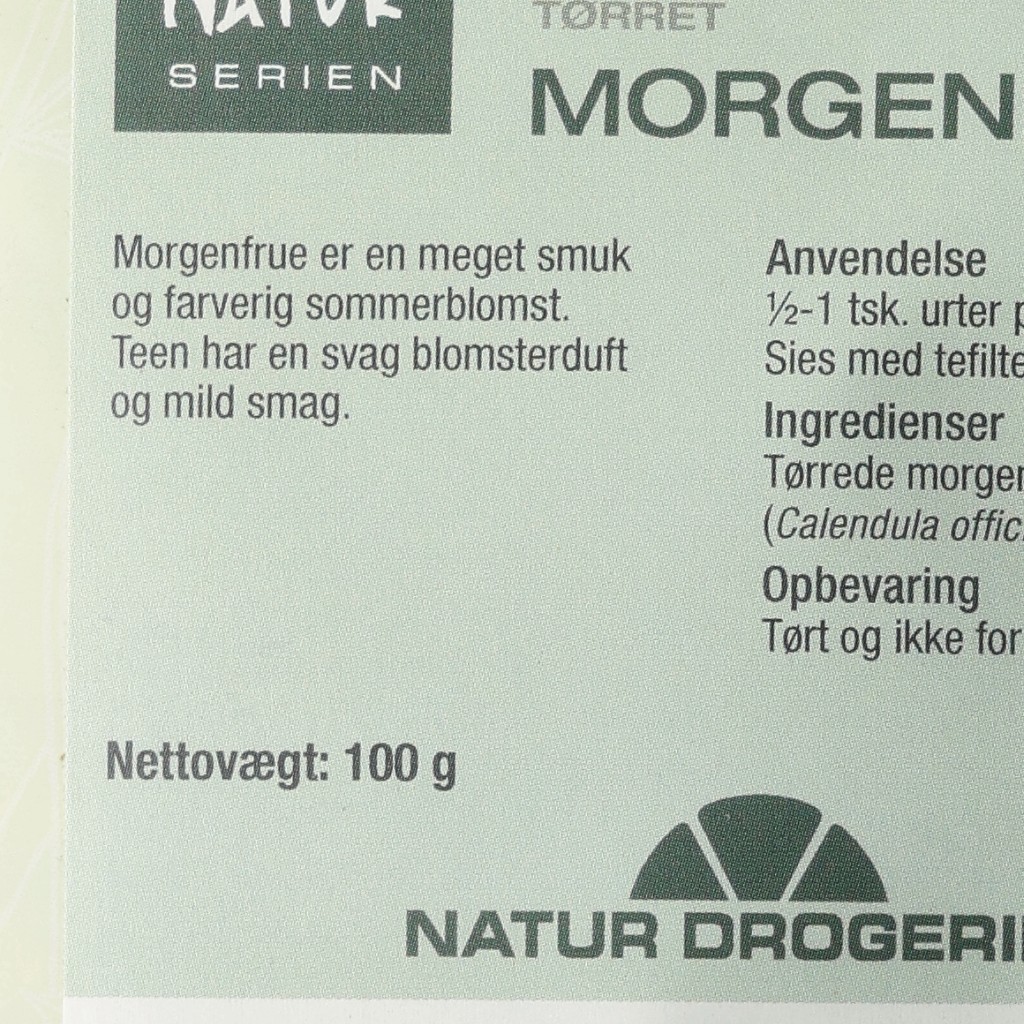 NATUR
SERIEN
TØRRET
MORGEN
Morgenfrue er en meget smuk
og farverig sommerblomst.
Teen har en svag blomsterduft
og mild smag.
Anvendelse
½-1 tsk. urter
Sies med tefilte
Ingredienser
Tørrede morgen
(Calendula offic
Opbevaring
Tørt og ikke for
Nettovægt: 100 g
NATUR DROGERI